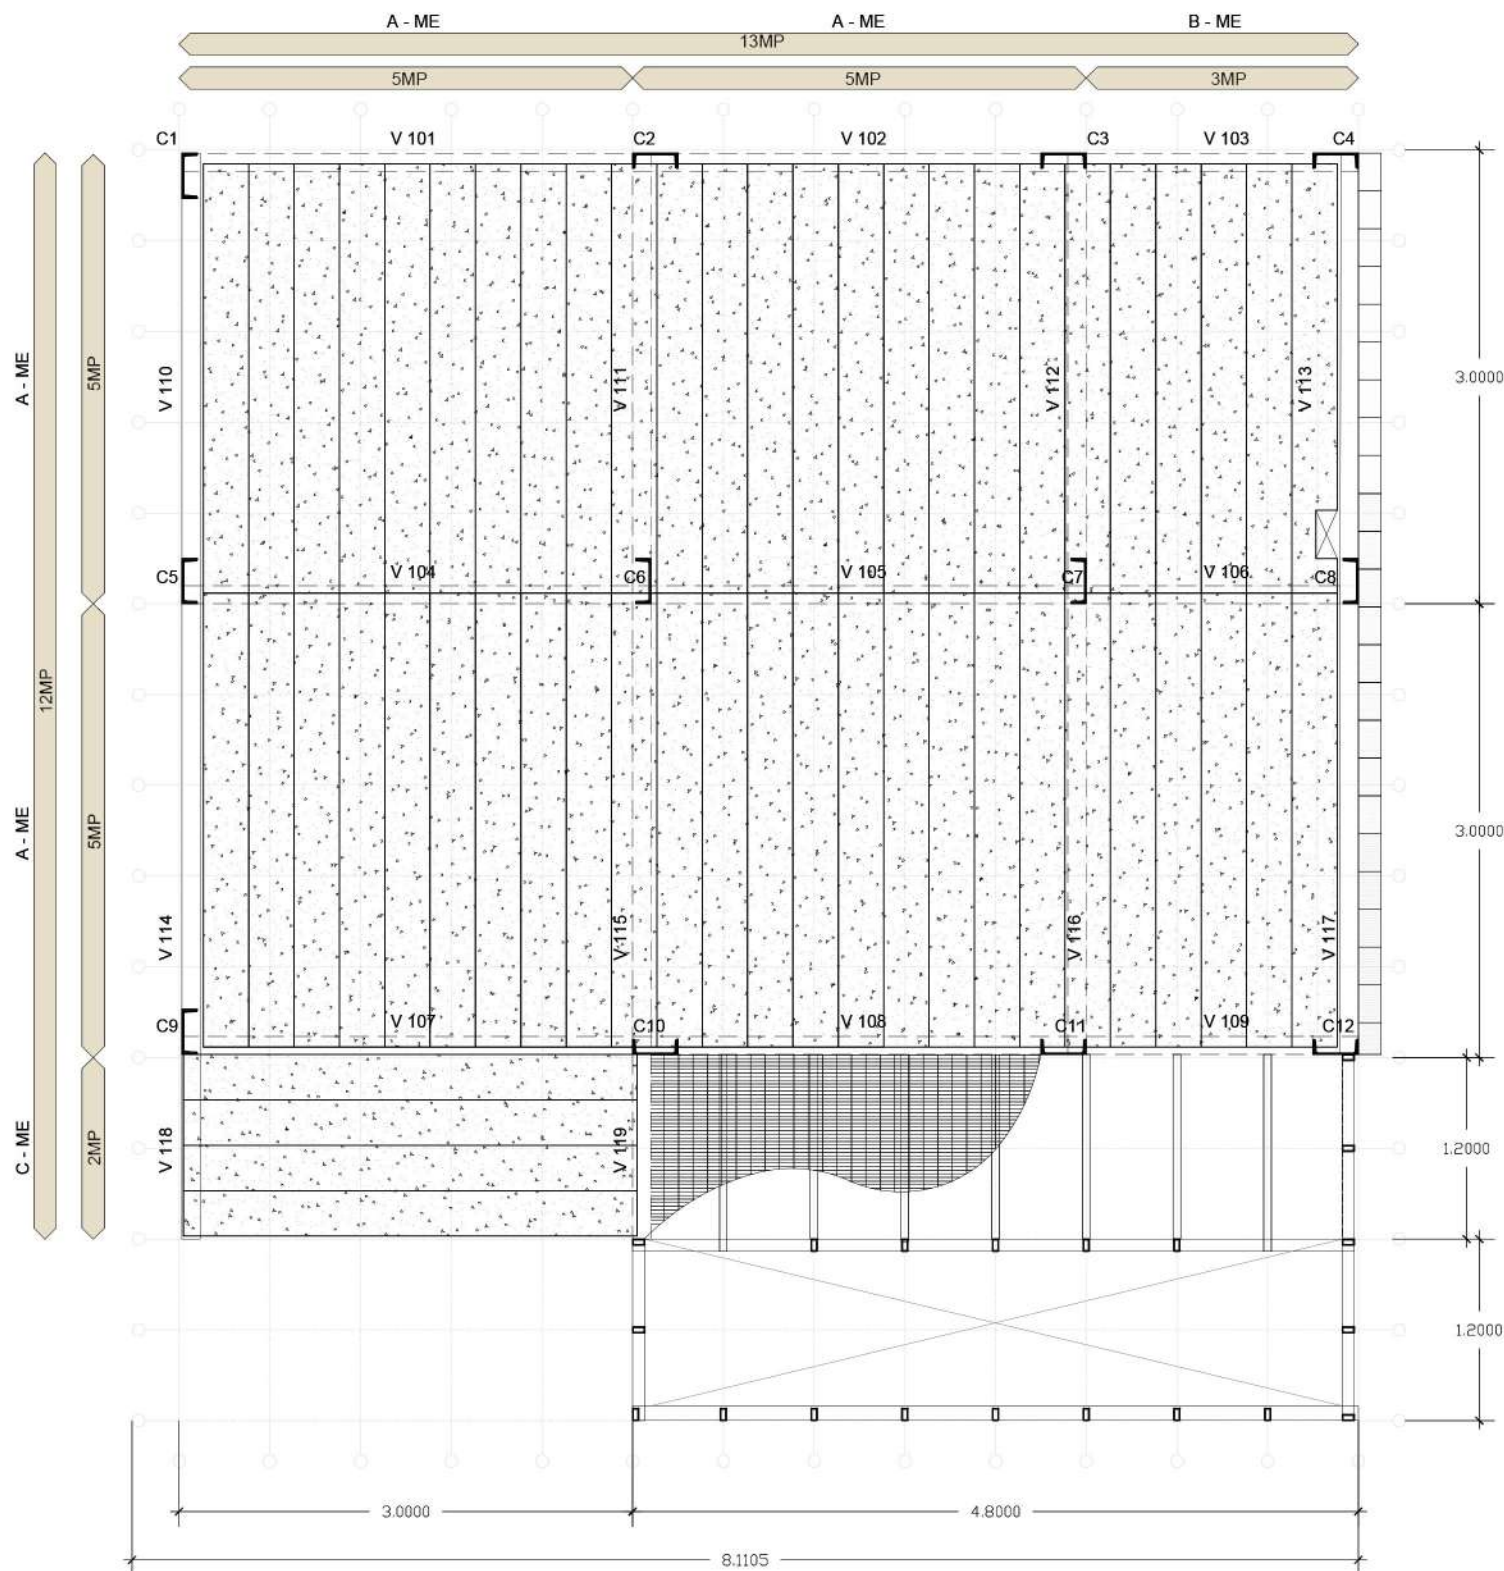 A - ME A - ME B - ME
13MP
5MP 5MP 3MP
C1 V 101 C2 V 102 C3 V 103 C4
A - ME
5MP
V 110
V 111
V 112
V 113
3.0000
C5 V 104 C6 V 105 C7 V 106 C8
12MP
A - ME
5MP
V 114
V 115
V 116
V 117
3.0000
C9 V 107 C10 V 108 C11 V 109 C12
C - ME
2MP
V 118
V 119
1.2000
1.2000
3.0000 4.8000
8.1105